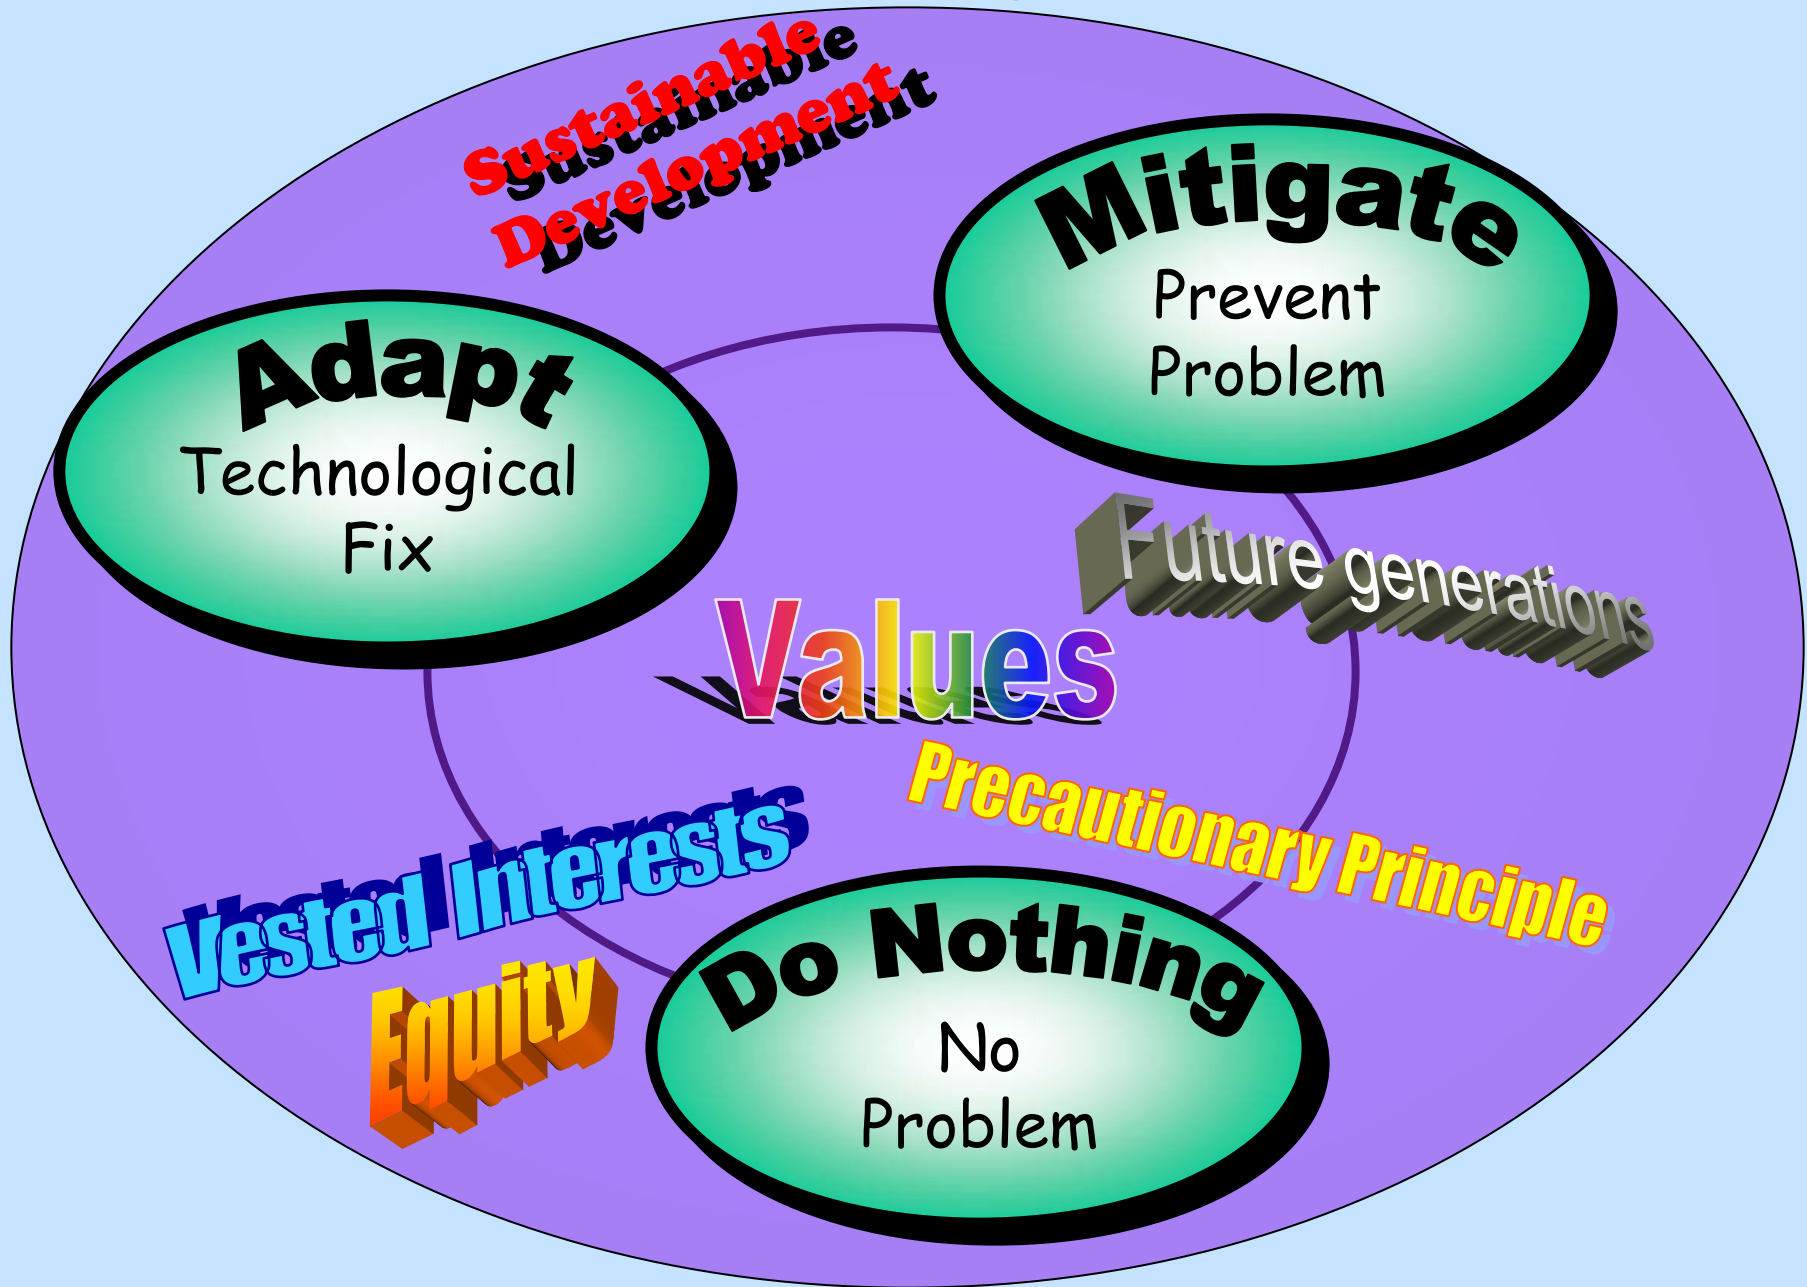 Sustainable
Development
Mitigate
Prevent
Problem
Adapt
Technological
Fix
Future generations
Values
Precautionary Principle
Vested Interests
Equity
Do Nothing
No
Problem